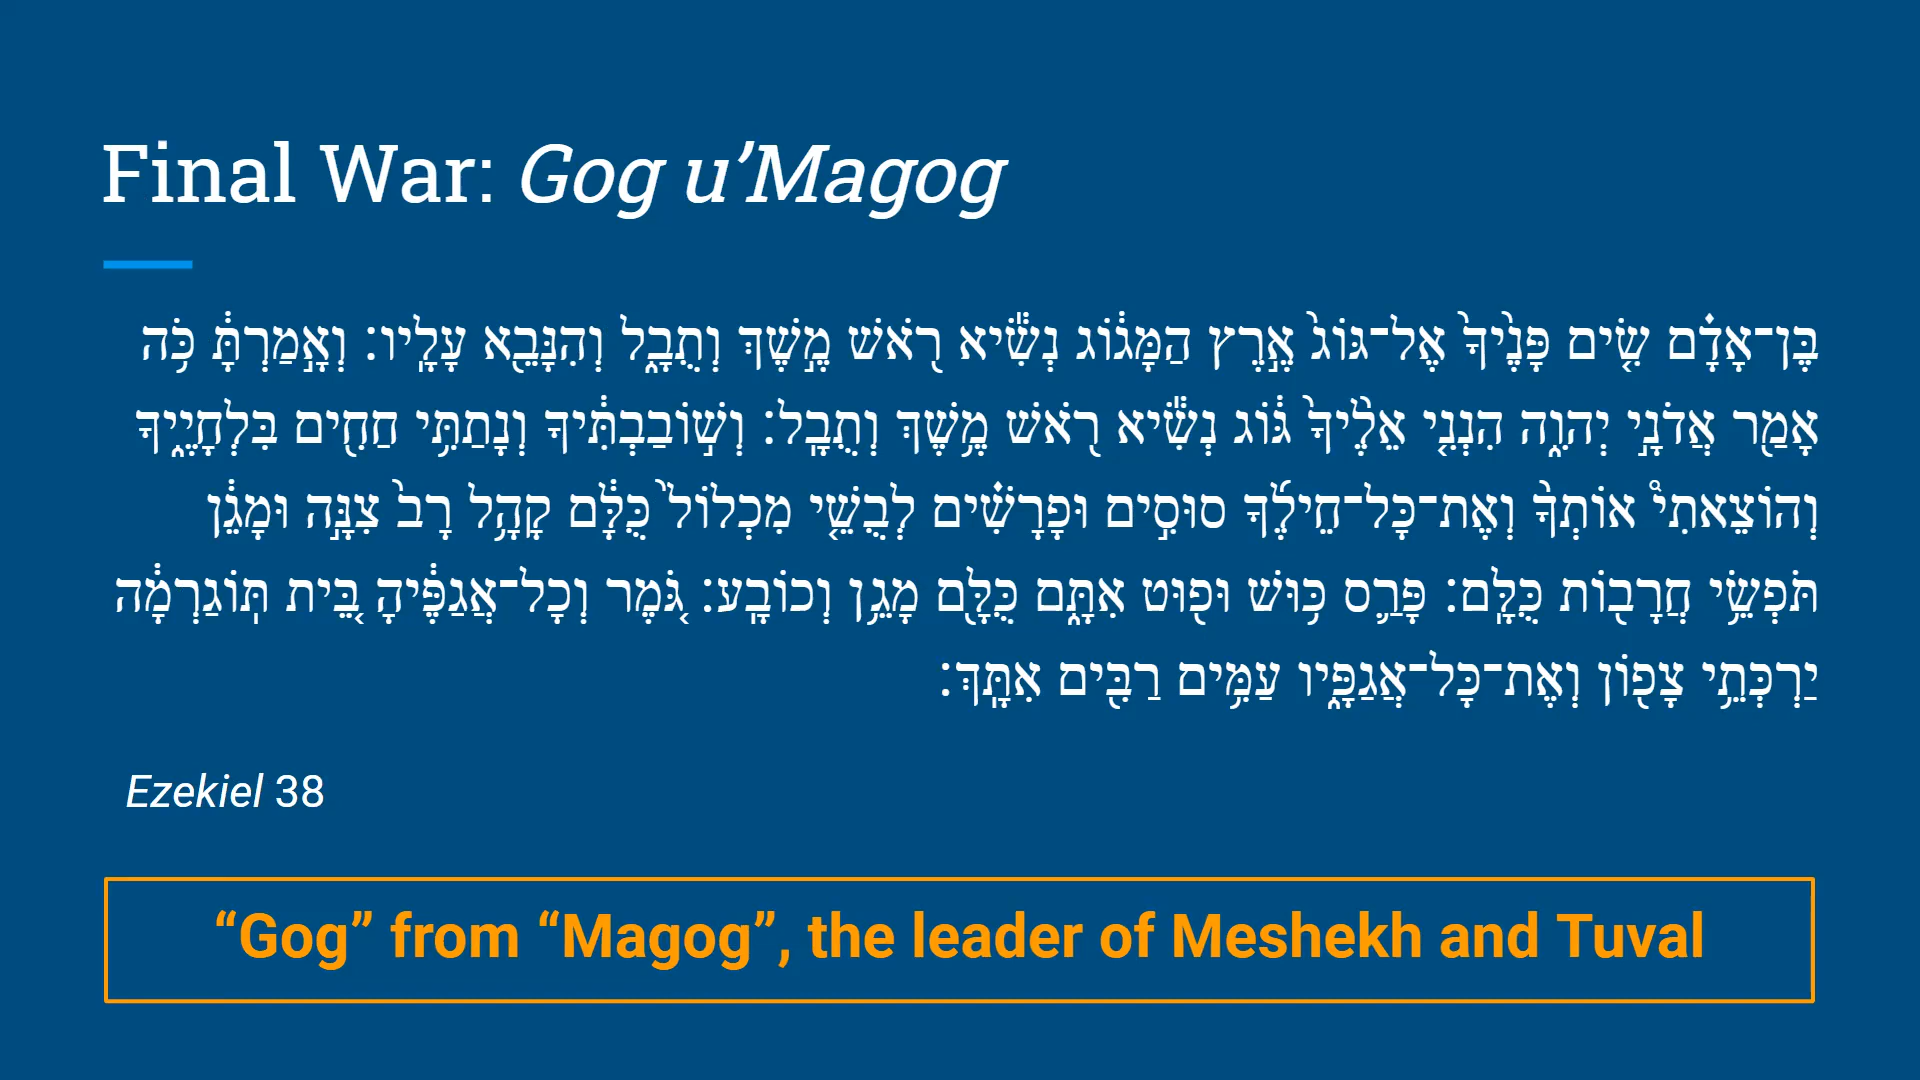 Final War: Gog u’Magog
בֶּן־אָדָ֗ם שִׂ֤ים פָּנֶ֙יךָ֙ אֶל־גּוֹג֙ אֶ֣רֶץ הַמָּג֔וֹג נְשִׂ֕יא רֹ֖אשׁ מֶ֣שֶׁךְ וְתֻבָ֑ל וְהִנָּבֵ֖א עָלָֽיו׃ וְאָ֣מַרְתָּ֔ כֹּ֥ה
אָמַ֖ר אֲדֹנָ֣י יְהוִ֑ה הִנְנִ֤י אֵלֶ֙יךָ֙ גּ֔וֹג נְשִׂ֕יא רֹ֖אשׁ מֶ֥שֶׁךְ וְתֻבָֽל׃ וְשׁ֣וֹבַבְתִּ֔יךָ וְנָתַתִּ֥י חַחִ֖ים בִּלְחָיֶ֑יךָ
וְהוֹצֵאתִי֩ אוֹתְךָ֨ וְאֶת־כָּל־חֵילֶ֜ךָ סוּסִ֣ים וּפָרָשִׁ֗ים לְבֻשֵׁ֤י מִכְלוֹל֙ כֻּלָּ֔ם קָהָ֥ל רָב֙ צִנָּ֣ה וּמָגֵ֔ן
תֹּפְשֵׂ֥י חֲרָב֖וֹת כֻּלָּֽם׃ פָּרַ֛ס כּ֥וּשׁ וּפ֖וּט אִתָּ֑ם כֻּלָּ֖ם מָגֵ֥ן וְכוֹבָֽע׃ גֹּ֚מֶר וְכָל־אֲגַפֶּ֔יהָ בֵּ֚ית תּֽוֹגַרְמָ֔ה
יַרְכְּתֵ֥י צָפ֖וֹן וְאֶת־כָּל־אֲגַפָּ֑יו עַמִּ֥ים רַבִּ֖ים אִתָּֽךְ׃
Ezekiel 38
“Gog” from “Magog”, the leader of Meshekh and Tuval